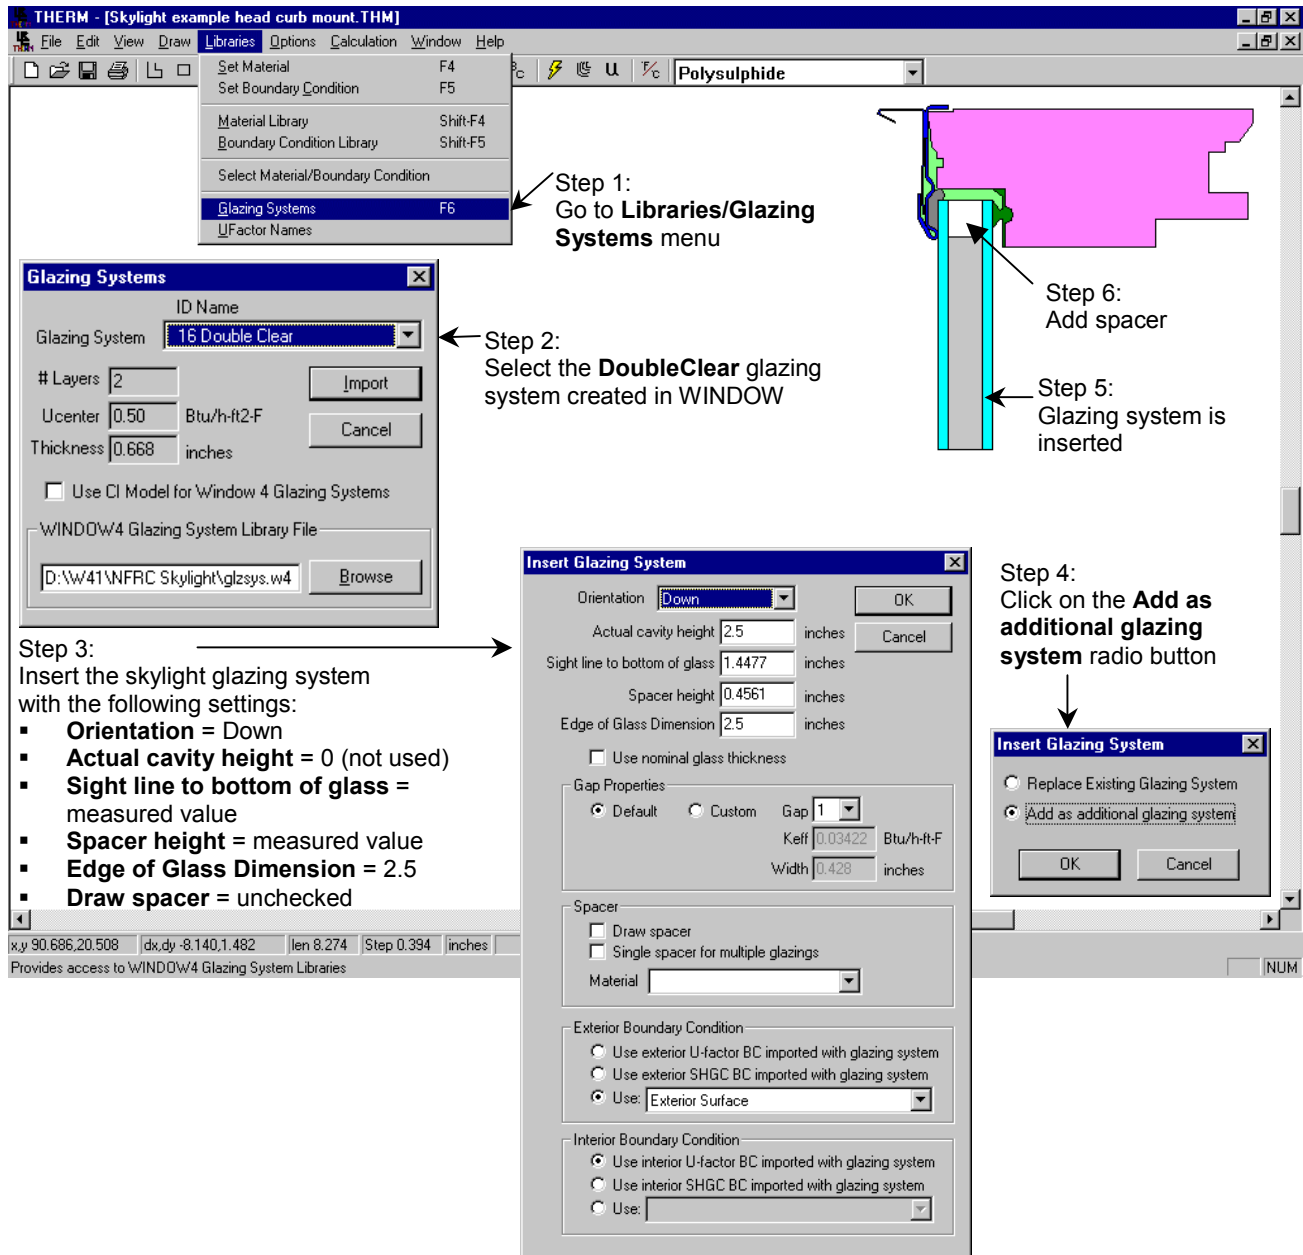 THERM - [Skylight example head curb mount.THM]
File Edit View Draw Libraries Options Calculation Window Help
Polysulphide
Set Material F4
Set Boundary Condition F5
Material Library Shift-F4
Boundary Condition Library Shift-F5
Select Material/Boundary Condition
Glazing Systems F6
UFactor Names
Step 1:
Go to Libraries/Glazing
Systems menu
Glazing Systems
ID Name
Glazing System 16 Double Clear
# Layers 2
Import
Ucenter 0.50 Btu/h-ft2-F
Cancel
Thickness 0.668 inches
Use CI Model for Window 4 Glazing Systems
WINDOW4 Glazing System Library File
D:\W41\NFRC Skylight\glzsys.w4 Browse
Step 2:
Select the DoubleClear glazing
system created in WINDOW
Step 6:
Add spacer
Step 5:
Glazing system is
inserted
Step 3:
Insert the skylight glazing system
with the following settings:
▪ Orientation = Down
▪ Actual cavity height = 0 (not used)
▪ Sight line to bottom of glass =
measured value
▪ Spacer height = measured value
▪ Edge of Glass Dimension = 2.5
▪ Draw spacer = unchecked
Insert Glazing System
Orientation Down OK
Actual cavity height 2.5 inches Cancel
Sight line to bottom of glass 1.4477 inches
Spacer height 0.4561 inches
Edge of Glass Dimension 2.5 inches
Use nominal glass thickness
Gap Properties
Default Custom Gap 1
Keff 0.03422 Btu/h-ft-F
Width 0.428 inches
Spacer
Draw spacer
Single spacer for multiple glazings
Material
Exterior Boundary Condition
Use exterior U-factor BC imported with glazing system
Use exterior SHGC BC imported with glazing system
Use: Exterior Surface
Interior Boundary Condition
Use interior U-factor BC imported with glazing system
Use interior SHGC BC imported with glazing system
Use:
Step 4:
Click on the Add as
additional glazing
system radio button
Insert Glazing System
Replace Existing Glazing System
Add as additional glazing system
OK Cancel
x,y 90.686,20.508 dx,dy -8.140,1.482 len 8.274 Step 0.394 inches
Provides access to WINDOW4 Glazing System Libraries NUM